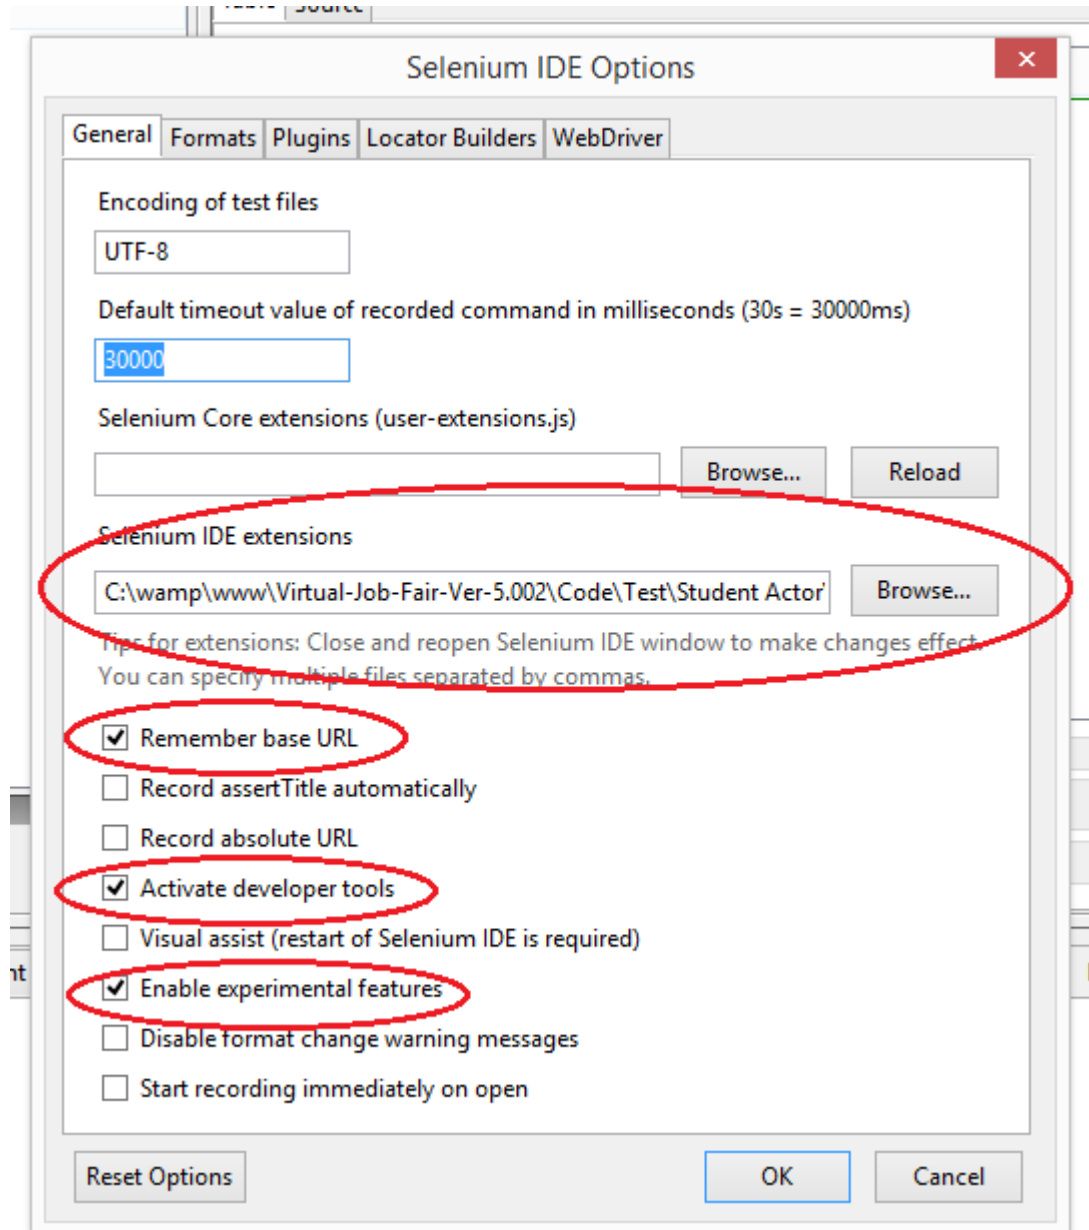 Source
Selenium IDE Options
General Formats Plugins Locator Builders WebDriver
Encoding of test files
UTF-8
Default timeout value of recorded command in milliseconds (30s = 30000ms)
30000
Selenium Core extensions (user-extensions.js)
Browse... Reload
Selenium IDE extensions
C:\wamp\www\Virtual-Job-Fair-Ver-5.002\Code\Test\Student Actor\ Browse...
Tips for extensions: Close and reopen Selenium IDE window to make changes effect.
You can specify multiple files separated by commas.
Remember base URL
Record assertTitle automatically
Record absolute URL
Activate developer tools
Visual assist (restart of Selenium IDE is required)
Enable experimental features
Disable format change warning messages
Start recording immediately on open
Reset Options OK Cancel